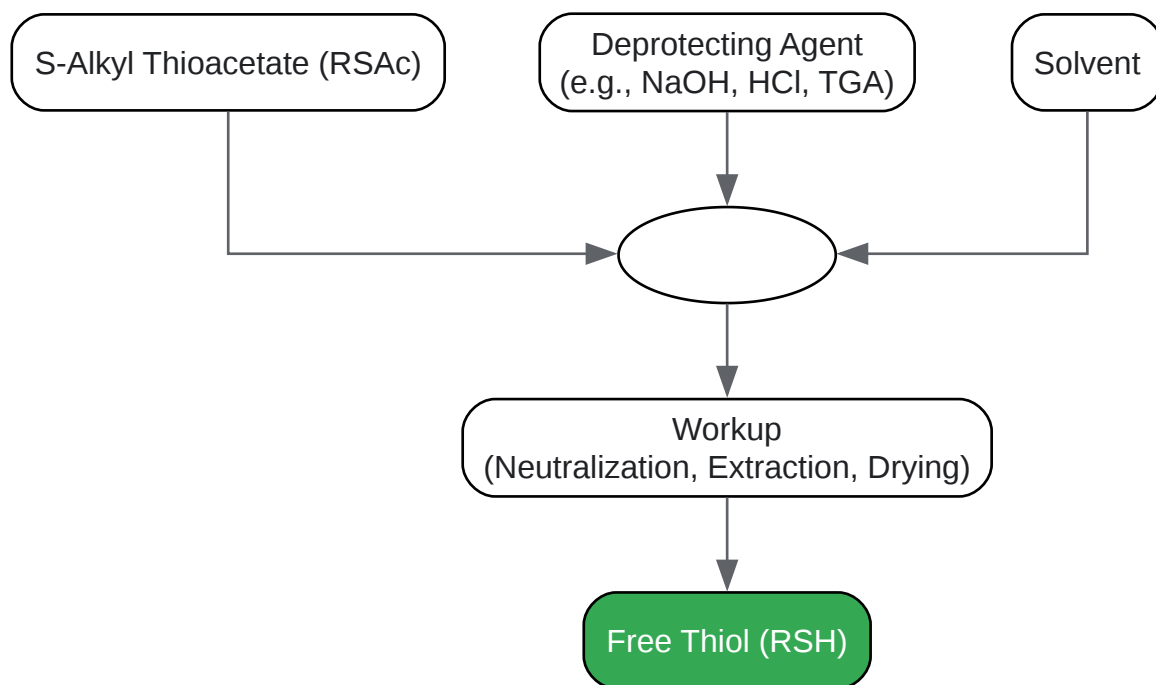 S-Alkyl Thioacetate (RSAc)
Deprotecting Agent
(e.g., NaOH, HCl, TGA)
Solvent
Workup
(Neutralization, Extraction, Drying)
Free Thiol (RSH)